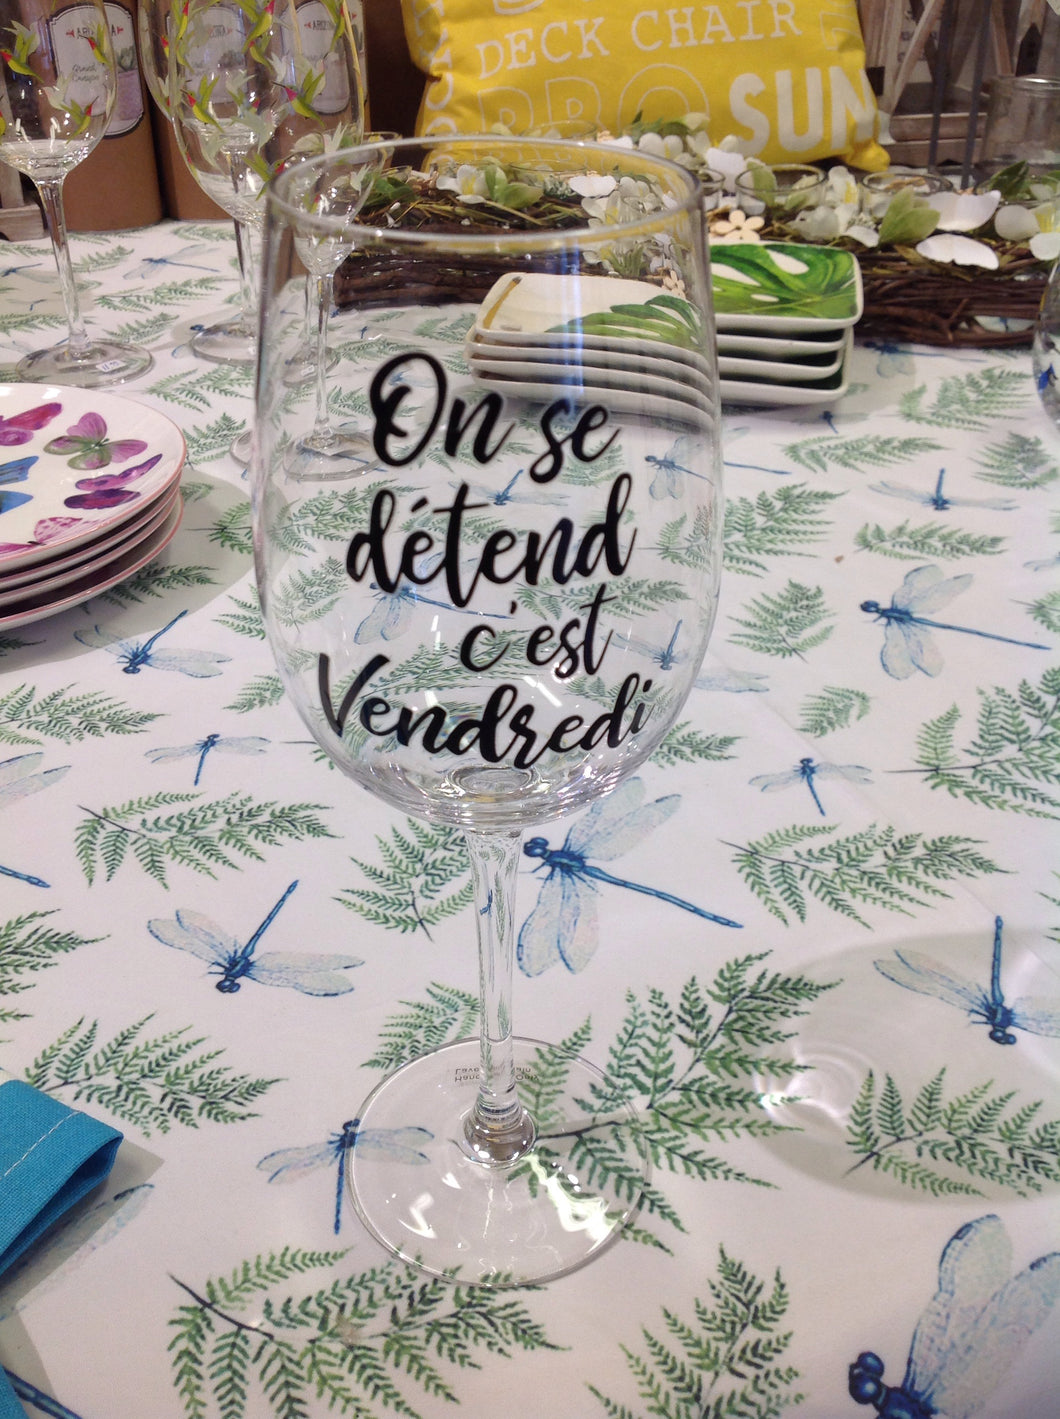 DECK CHAIR
SUN
On se
détend
c'est
Vendredi